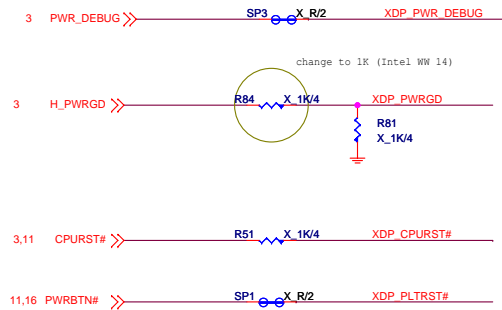 3 PWR_DEBUG SP3 X_R/2 XDP_PWR_DEBUG
change to 1K (Intel WW 14)
3 H_PWRGD R84 X_1K/4 XDP_PWRGD
R81
X_1K/4
3,11 CPURST# R51 X_1K/4 XDP_CPURST#
11,16 PWRBTN# SP1 X_R/2 XDP_PLTRST#